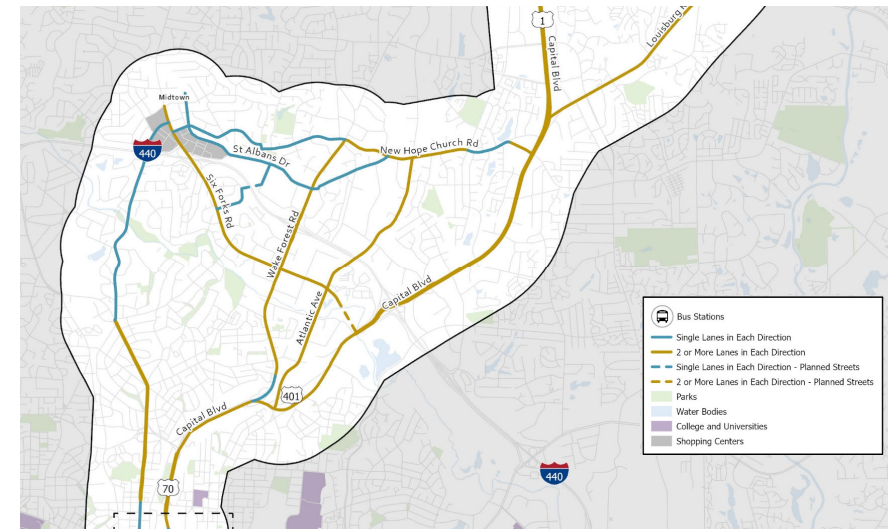 1
Capital Blvd
Louisburg R
Midtown
440
St Albans Dr
New Hope Church Rd
Six Forks Rd
Wake Forest Rd
Atlantic Ave
Capital Blvd
401
Capital Blvd
70
440
Bus Stations
Single Lanes in Each Direction
2 or More Lanes in Each Direction
Single Lanes in Each Direction - Planned Streets
2 or More Lanes in Each Direction - Planned Streets
Parks
Water Bodies
College and Universities
Shopping Centers